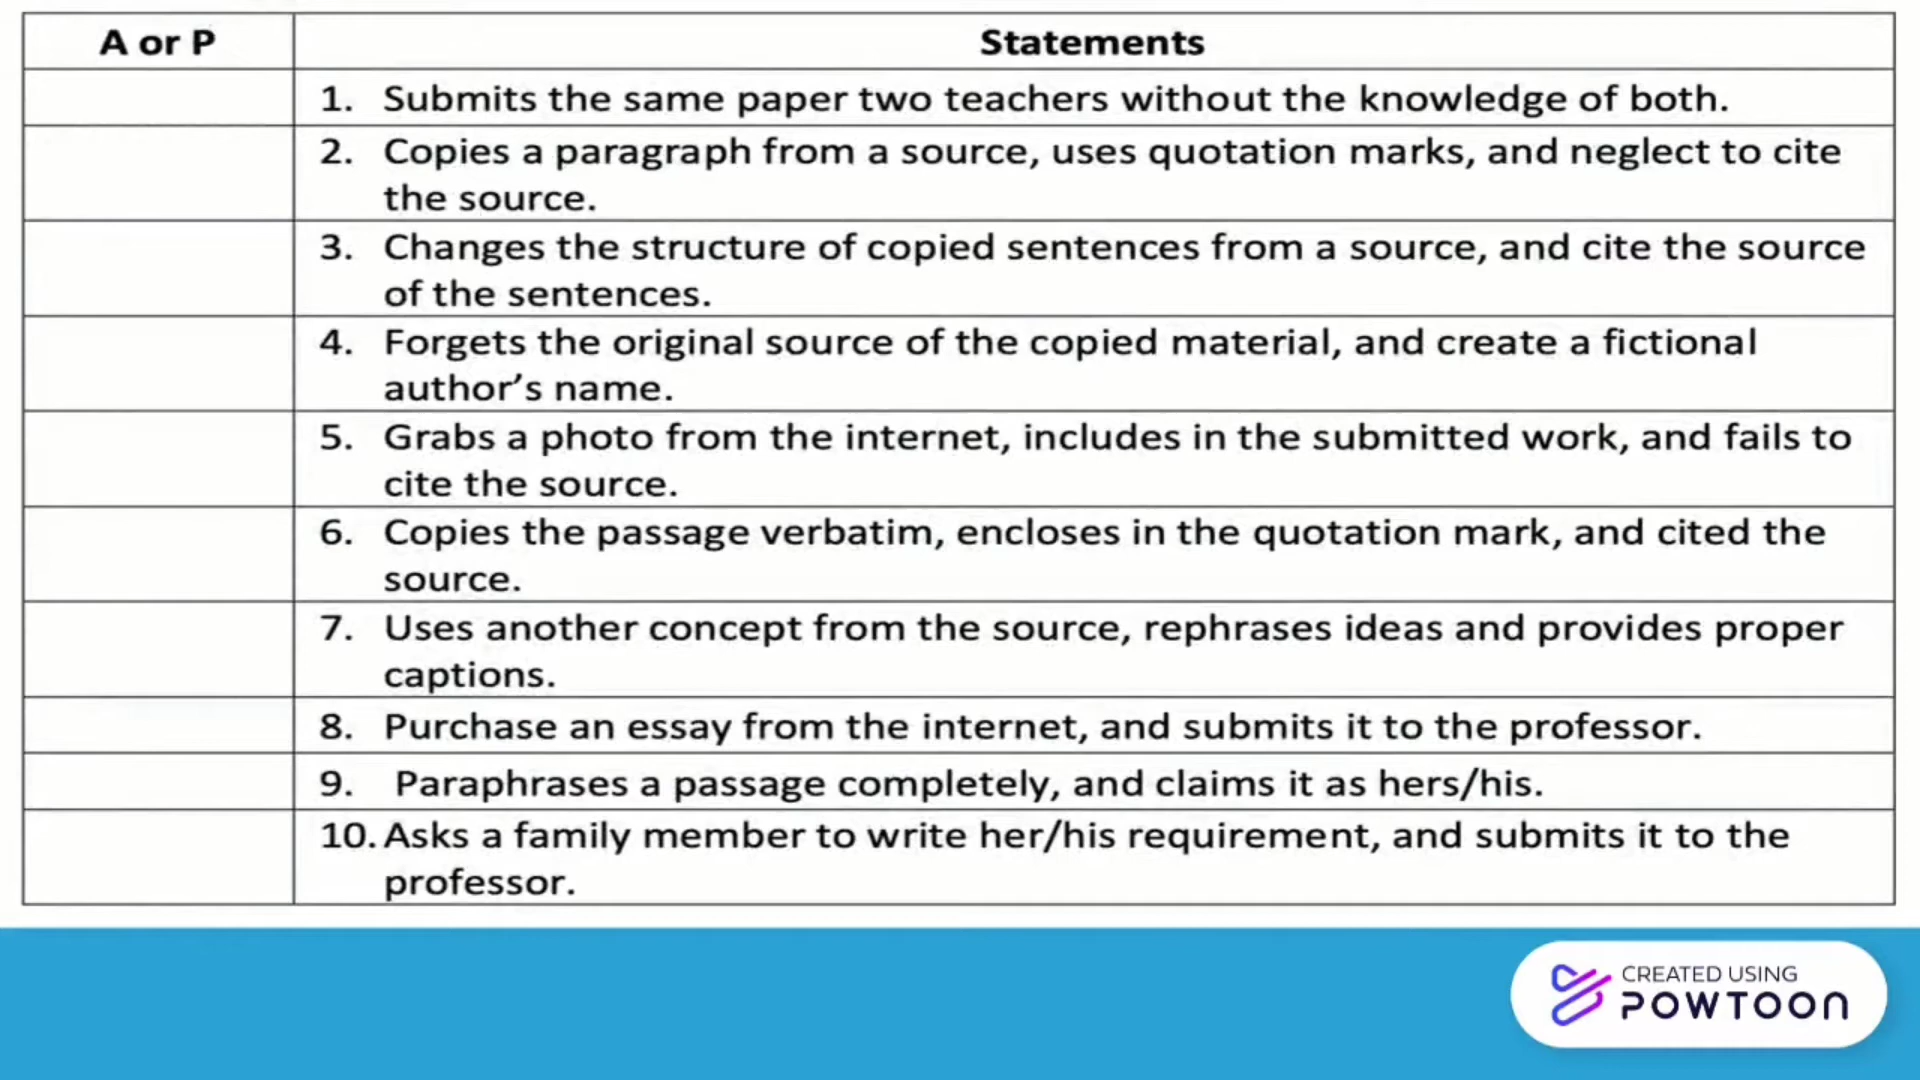 A or P
Statements
1. Submits the same paper two teachers without the knowledge of both.
2. Copies a paragraph from a source, uses quotation marks, and neglect to cite
the source.
3. Changes the structure of copied sentences from a source, and cite the source
of the sentences.
4. Forgets the original source of the copied material, and create a fictional
author’s name.
5. Grabs a photo from the internet, includes in the submitted work, and fails to
cite the source.
6. Copies the passage verbatim, encloses in the quotation mark, and cited the
source.
7. Uses another concept from the source, rephrases ideas and provides proper
captions.
8. Purchase an essay from the internet, and submits it to the professor.
9. Paraphrases a passage completely, and claims it as hers/his.
10. Asks a family member to write her/his requirement, and submits it to the
professor.
CREATED USING
POWTOON